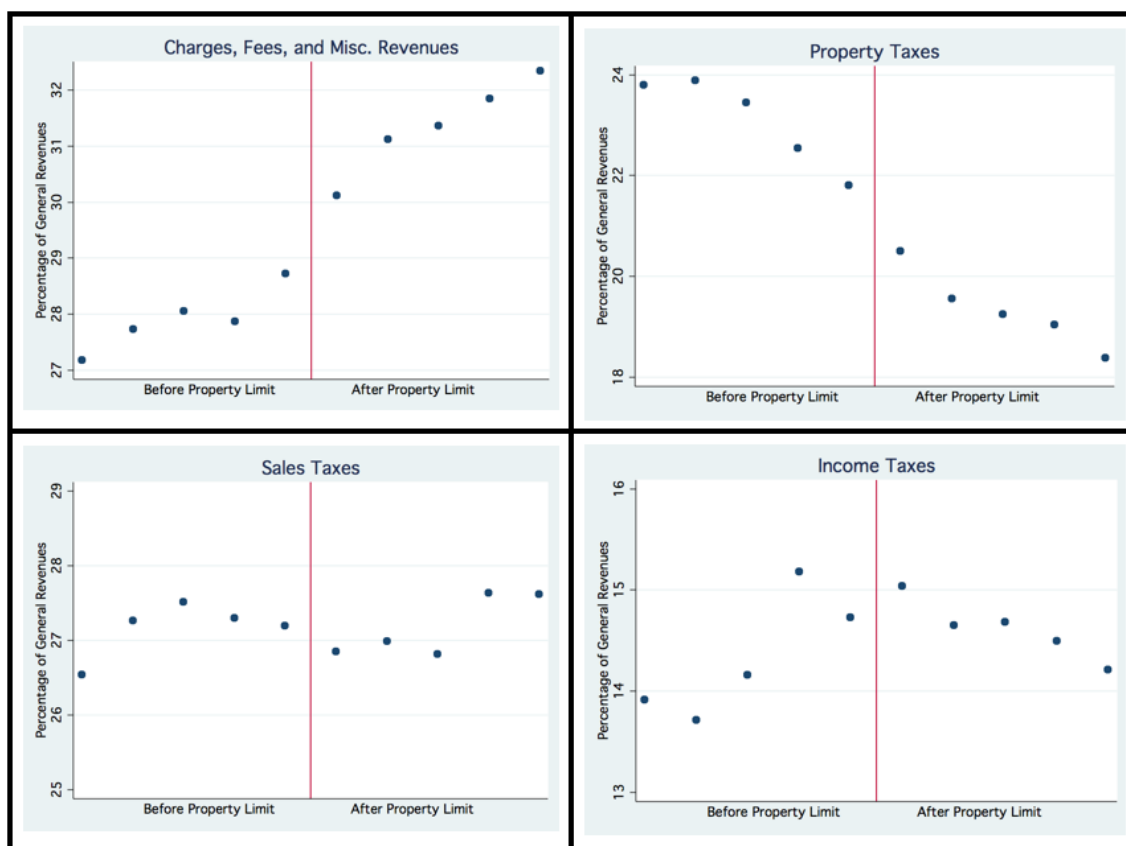 Charges, Fees, and Misc. Revenues
Percentage of General Revenues
32
31
30
29
28
27
Before Property Limit After Property Limit
Property Taxes
Percentage of General Revenues
24
22
20
18
Before Property Limit After Property Limit
Sales Taxes
Percentage of General Revenues
29
28
27
26
25
Before Property Limit After Property Limit
Income Taxes
Percentage of General Revenues
16
15
14
13
Before Property Limit After Property Limit